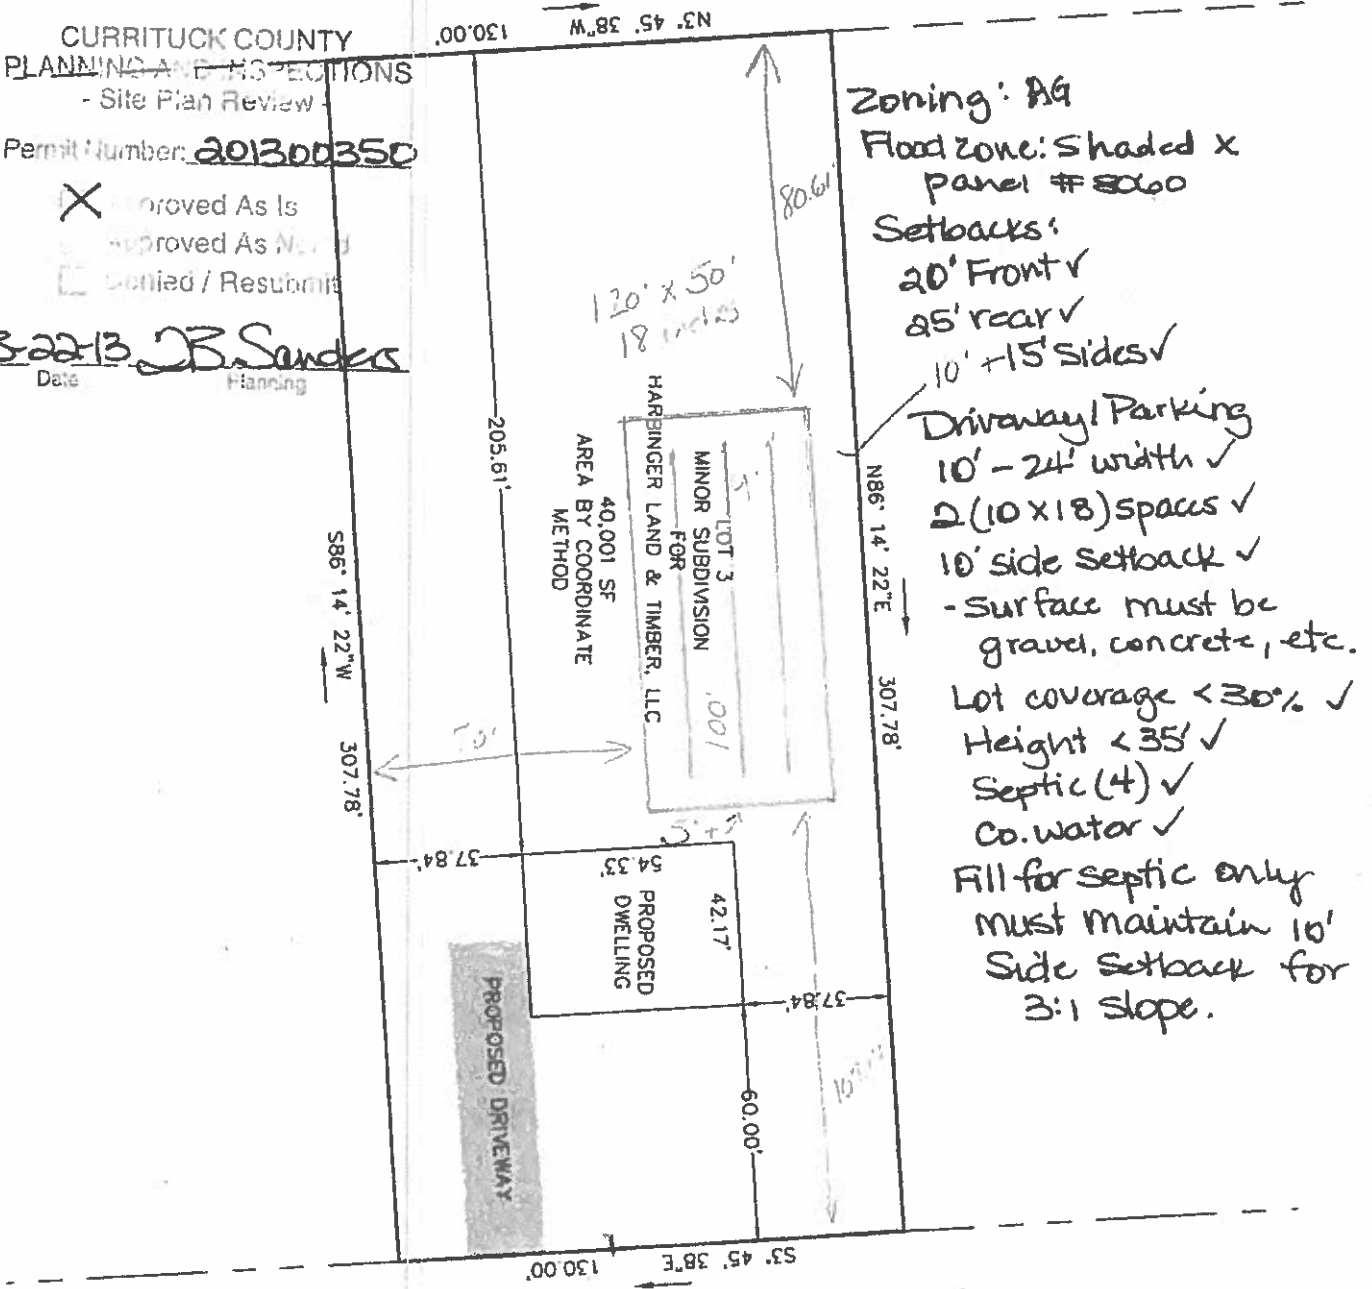 CURRITUCK COUNTY
PLANNING AND INSPECTIONS
- Site Plan Review -
Permit Number: 201300350
X Approved As Is
Approved As Noted
Denied / Resubmit
3-22-13 JB Sanders
Date Planning
130.00'
N3° 45' 38"W
Zoning: AG
Flood zone: Shaded X
panel # 8060
Setbacks:
20' Front ✓
25' rear ✓
10' + 15' Sides ✓
Driveway/Parking
10' - 24' width ✓
2 (10 x 18) spaces ✓
10' side setback ✓
- Surface must be
gravel, concrete, etc.
Lot coverage < 30% ✓
Height < 35' ✓
Septic (4) ✓
Co. water ✓
Fill for septic only
must maintain 10'
Side Setback for
3:1 slope.
80.61'
120' x 50'
18 inches
205.61'
LOT 3
MINOR SUBDIVISION
FOR
HARBINGER LAND & TIMBER, LLC
40,001 SF
AREA BY COORDINATE
METHOD
.001
N86° 14' 22"E 307.78'
S86° 14' 22"W 307.78'
37.84'
54.33'
42.17'
PROPOSED
DWELLING
37.84'
60.00'
PROPOSED DRIVEWAY
130.00'
S3° 45' 38"E